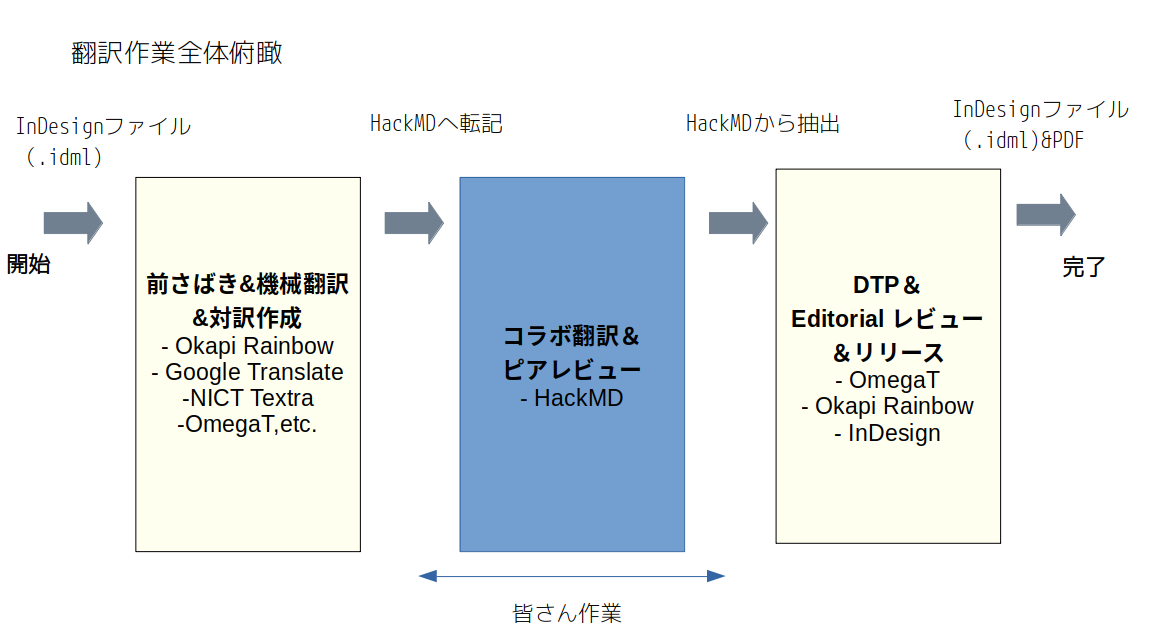 翻訳作業全体俯瞰
InDesignファイル
(.idml)
開始
前さばき&機械翻訳
&対訳作成
- Okapi Rainbow
- Google Translate
-NICT Textra
-OmegaT,etc.
HackMDへ転記
コラボ翻訳&
ピアレビュー
- HackMD
HackMDから抽出
DTP&
Editorial レビュー
&リリース
- OmegaT
- Okapi Rainbow
- InDesign
InDesignファイル
(.idml)&PDF
完了
皆さん作業